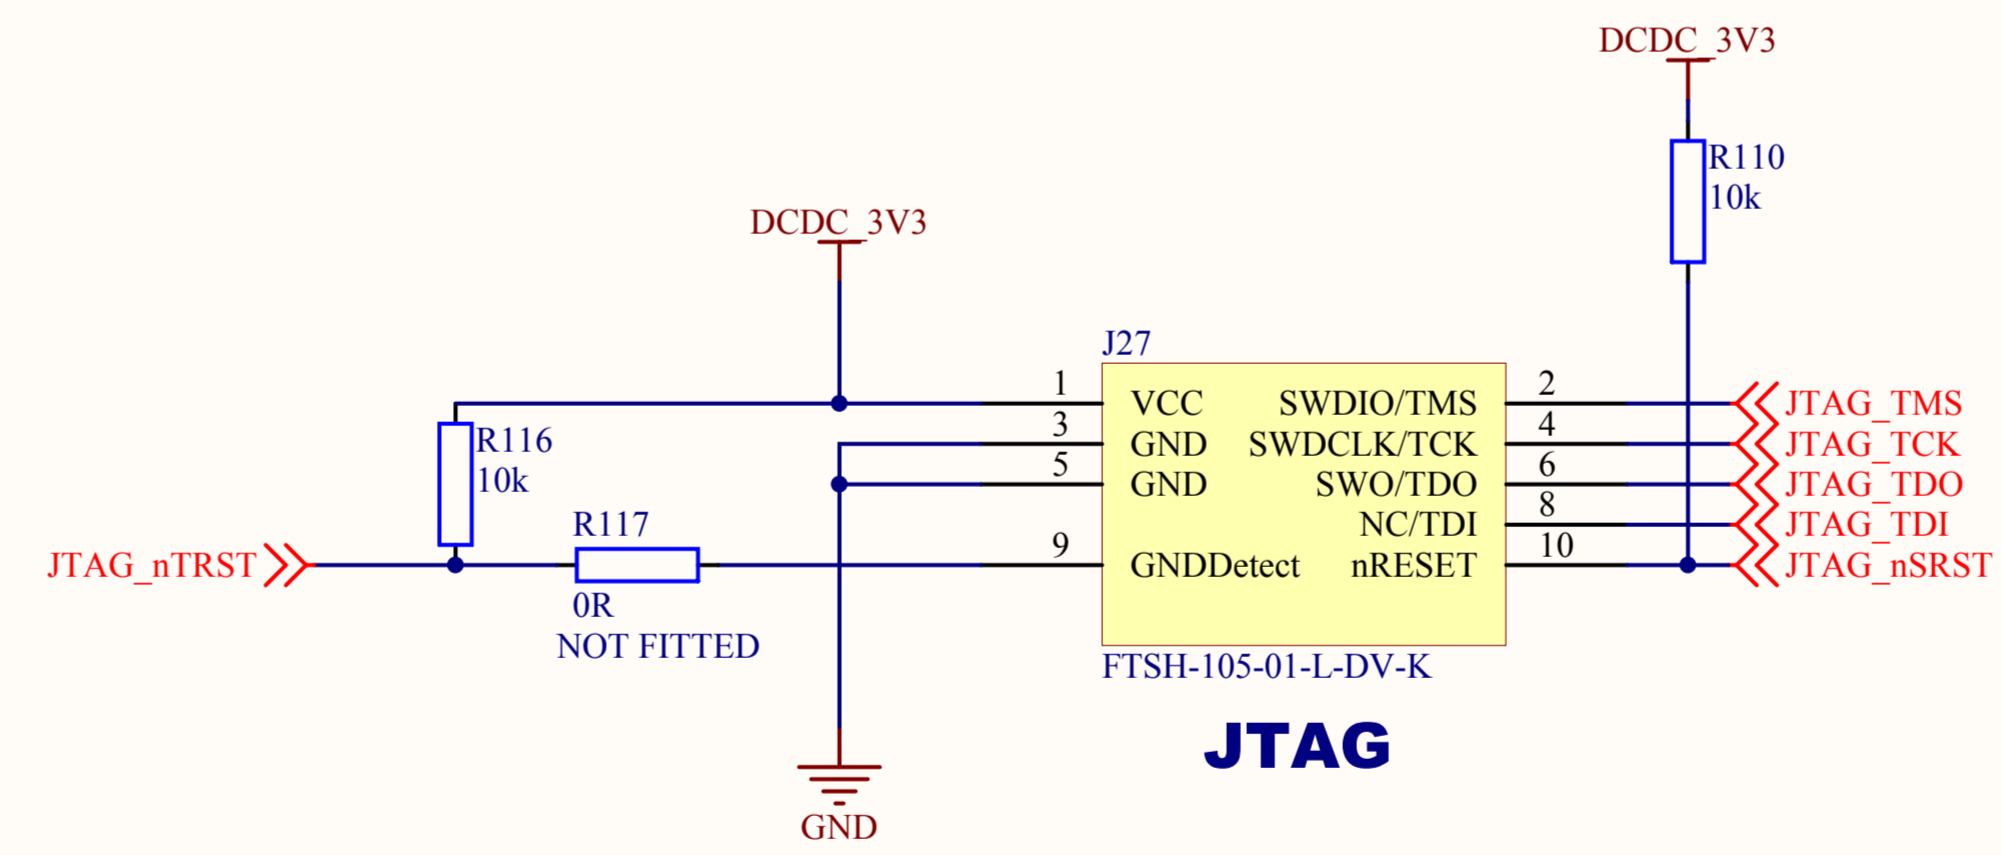 DCDC_3V3
R110
10k
DCDC_3V3
J27
1 VCC SWDIO/TMS 2 JTAG_TMS
3 GND SWDCLK/TCK 4 JTAG_TCK
R116
10k
5 GND SWO/TDO 6 JTAG_TDO
R117
NC/TDI 8 JTAG_TDI
JTAG_nTRST 9 GNDDetect nRESET 10 JTAG_nSRST
0R
NOT FITTED
FTSH-105-01-L-DV-K
JTAG
GND